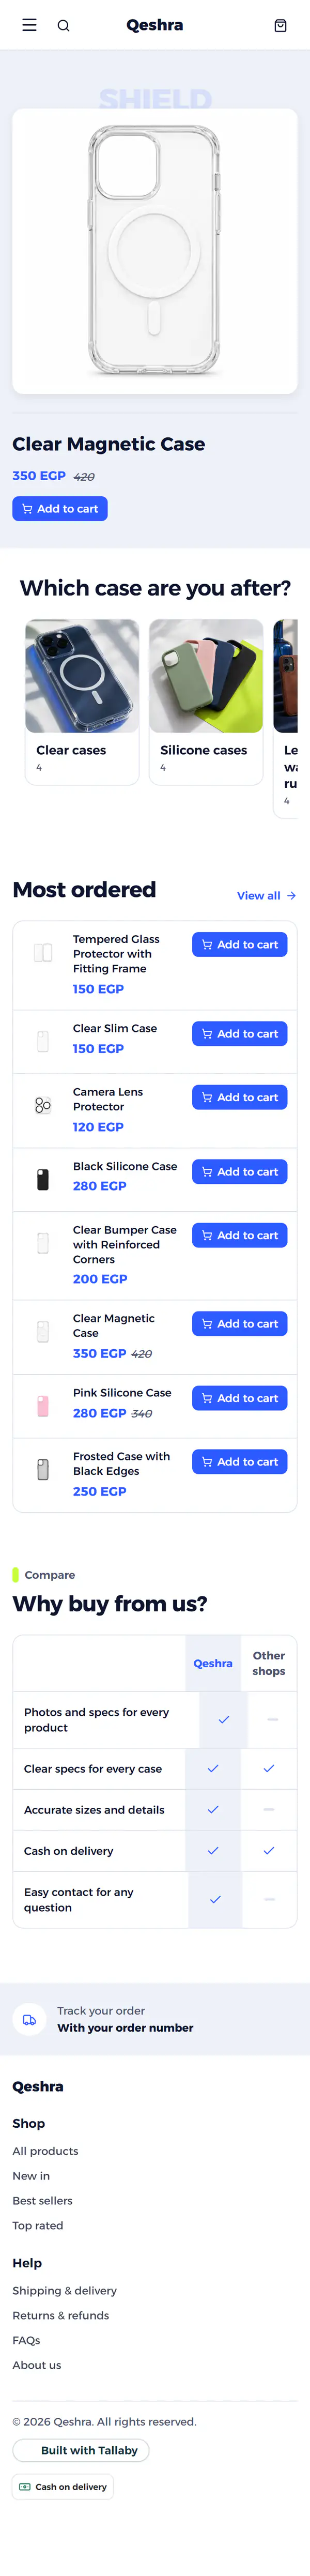 Qeshra
SHIELD
Clear Magnetic Case
350 EGP 420
Add to cart
Which case are you after?
Clear cases
4
Silicone cases
4
Le
wa
ru
4
Most ordered
View all
Tempered Glass
Protector with
Fitting Frame
150 EGP
Add to cart
Clear Slim Case
150 EGP
Add to cart
Camera Lens
Protector
120 EGP
Add to cart
Black Silicone Case
280 EGP
Add to cart
Clear Bumper Case
with Reinforced
Corners
200 EGP
Add to cart
Clear Magnetic
Case
350 EGP 420
Add to cart
Pink Silicone Case
280 EGP 340
Add to cart
Frosted Case with
Black Edges
250 EGP
Add to cart
Compare
Why buy from us?
Qeshra
Other
shops
Photos and specs for every
product
Clear specs for every case
Accurate sizes and details
Cash on delivery
Easy contact for any
question
Track your order
With your order number
Qeshra
Shop
All products
New in
Best sellers
Top rated
Help
Shipping & delivery
Returns & refunds
FAQs
About us
© 2026 Qeshra. All rights reserved.
Built with Tallaby
Cash on delivery